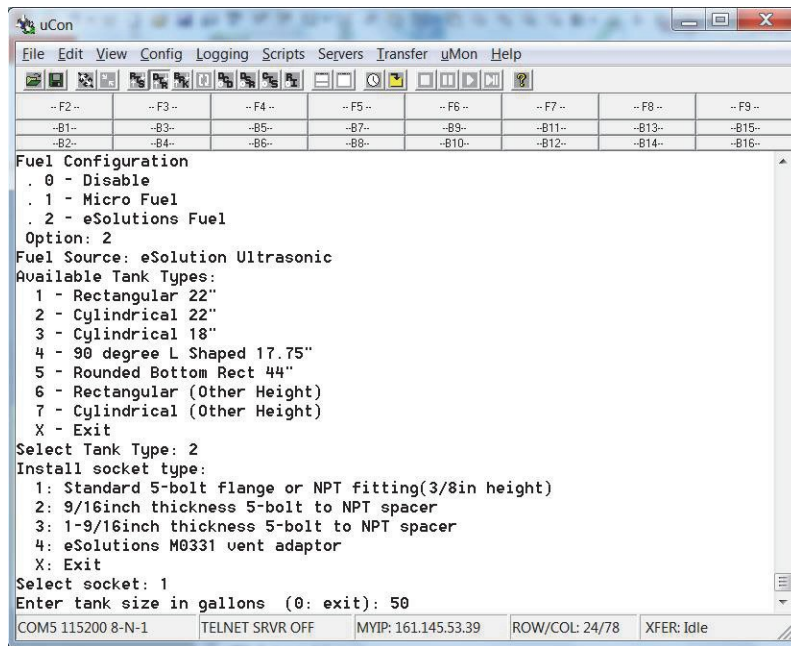 uCon
File Edit View Config Logging Scripts Servers Transfer uMon Help
-- F2 -- -- F3 -- -- F4 -- -- F5 -- -- F6 -- -- F7 -- -- F8 -- -- F9 --
--B1-- --B3-- --B5-- --B7-- --B9-- --B11-- --B13-- --B15--
--B2-- --B4-- --B6-- --B8-- --B10-- --B12-- --B14-- --B16--
Fuel Configuration
. 0 - Disable
. 1 - Micro Fuel
. 2 - eSolutions Fuel
Option: 2
Fuel Source: eSolution Ultrasonic
Available Tank Types:
1 - Rectangular 22"
2 - Cylindrical 22"
3 - Cylindrical 18"
4 - 90 degree L Shaped 17.75"
5 - Rounded Bottom Rect 44"
6 - Rectangular (Other Height)
7 - Cylindrical (Other Height)
X - Exit
Select Tank Type: 2
Install socket type:
1: Standard 5-bolt flange or NPT fitting(3/8in height)
2: 9/16inch thickness 5-bolt to NPT spacer
3: 1-9/16inch thickness 5-bolt to NPT spacer
4: eSolutions M0331 vent adaptor
X: Exit
Select socket: 1
Enter tank size in gallons (0: exit): 50
COM5 115200 8-N-1 TELNET SRVR OFF MYIP: 161.145.53.39 ROW/COL: 24/78 XFER: Idle